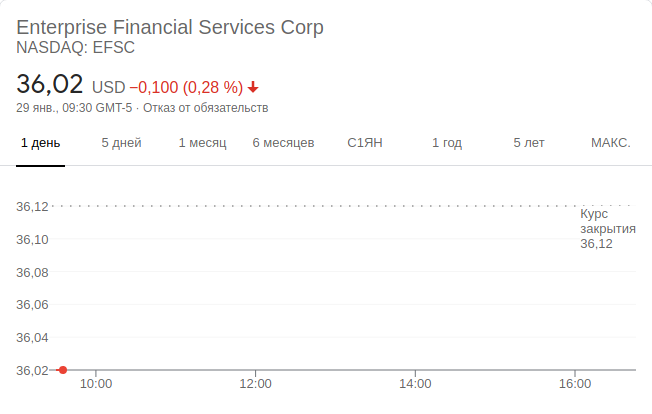 Enterprise Financial Services Corp
NASDAQ: EFSC
36,02 USD −0,100 (0,28 %)
29 янв., 09:30 GMT-5 · Отказ от обязательств
1 день 5 дней 1 месяц 6 месяцев С1ЯН 1 год 5 лет МАКС.
36,12
Курс
закрытия
36,12
36,10
36,08
36,06
36,04
36,02
10:00 12:00 14:00 16:00